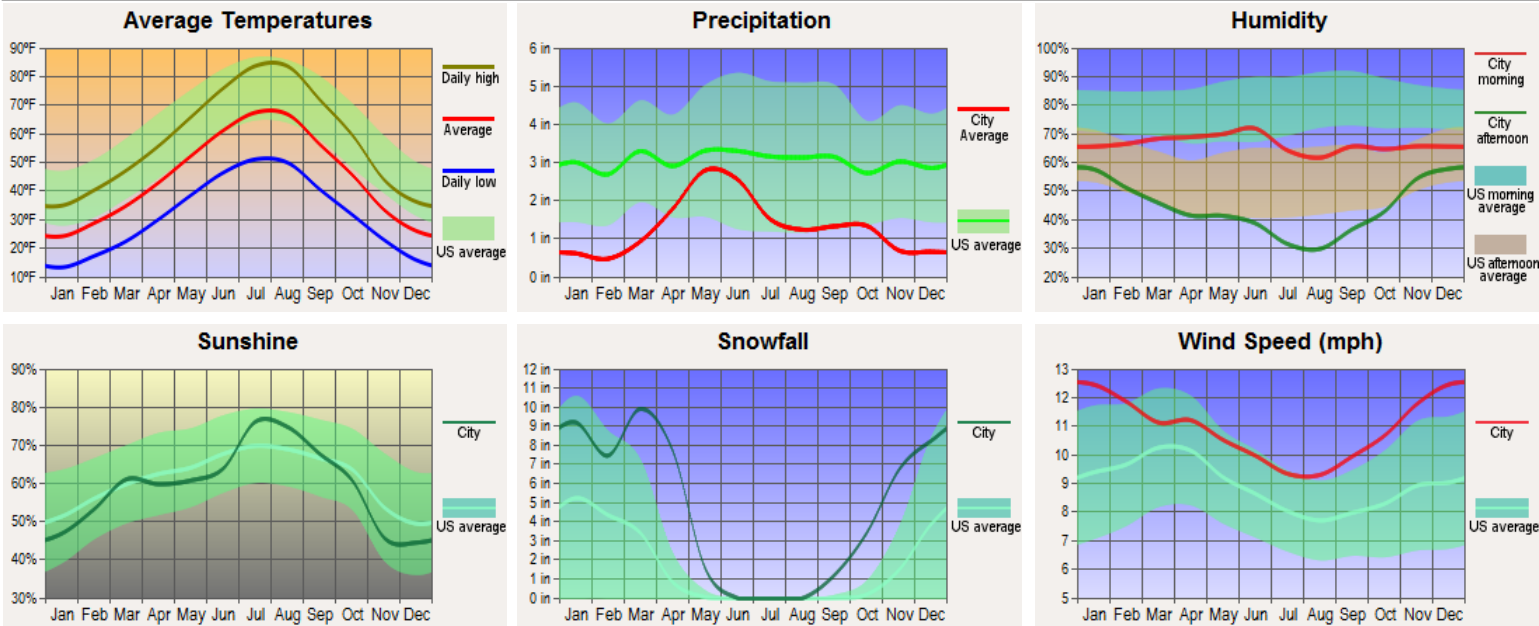 Average Temperatures
90ºF
80ºF
70ºF
60ºF
50ºF
40ºF
30ºF
20ºF
10ºF
Jan Feb Mar Apr May Jun Jul Aug Sep Oct Nov Dec
Daily high
Average
Daily low
US average
Precipitation
6 in
5 in
4 in
3 in
2 in
1 in
0 in
Jan Feb Mar Apr May Jun Jul Aug Sep Oct Nov Dec
City
Average
US average
Humidity
100%
90%
80%
70%
60%
50%
40%
30%
20%
Jan Feb Mar Apr May Jun Jul Aug Sep Oct Nov Dec
City
morning
City
afternoon
US morning
average
US afternoon
average
Sunshine
90%
80%
70%
60%
50%
40%
30%
Jan Feb Mar Apr May Jun Jul Aug Sep Oct Nov Dec
City
US average
Snowfall
12 in
11 in
10 in
9 in
8 in
7 in
6 in
5 in
4 in
3 in
2 in
1 in
0 in
Jan Feb Mar Apr May Jun Jul Aug Sep Oct Nov Dec
City
US average
Wind Speed (mph)
13
12
11
10
9
8
7
6
5
Jan Feb Mar Apr May Jun Jul Aug Sep Oct Nov Dec
City
US average